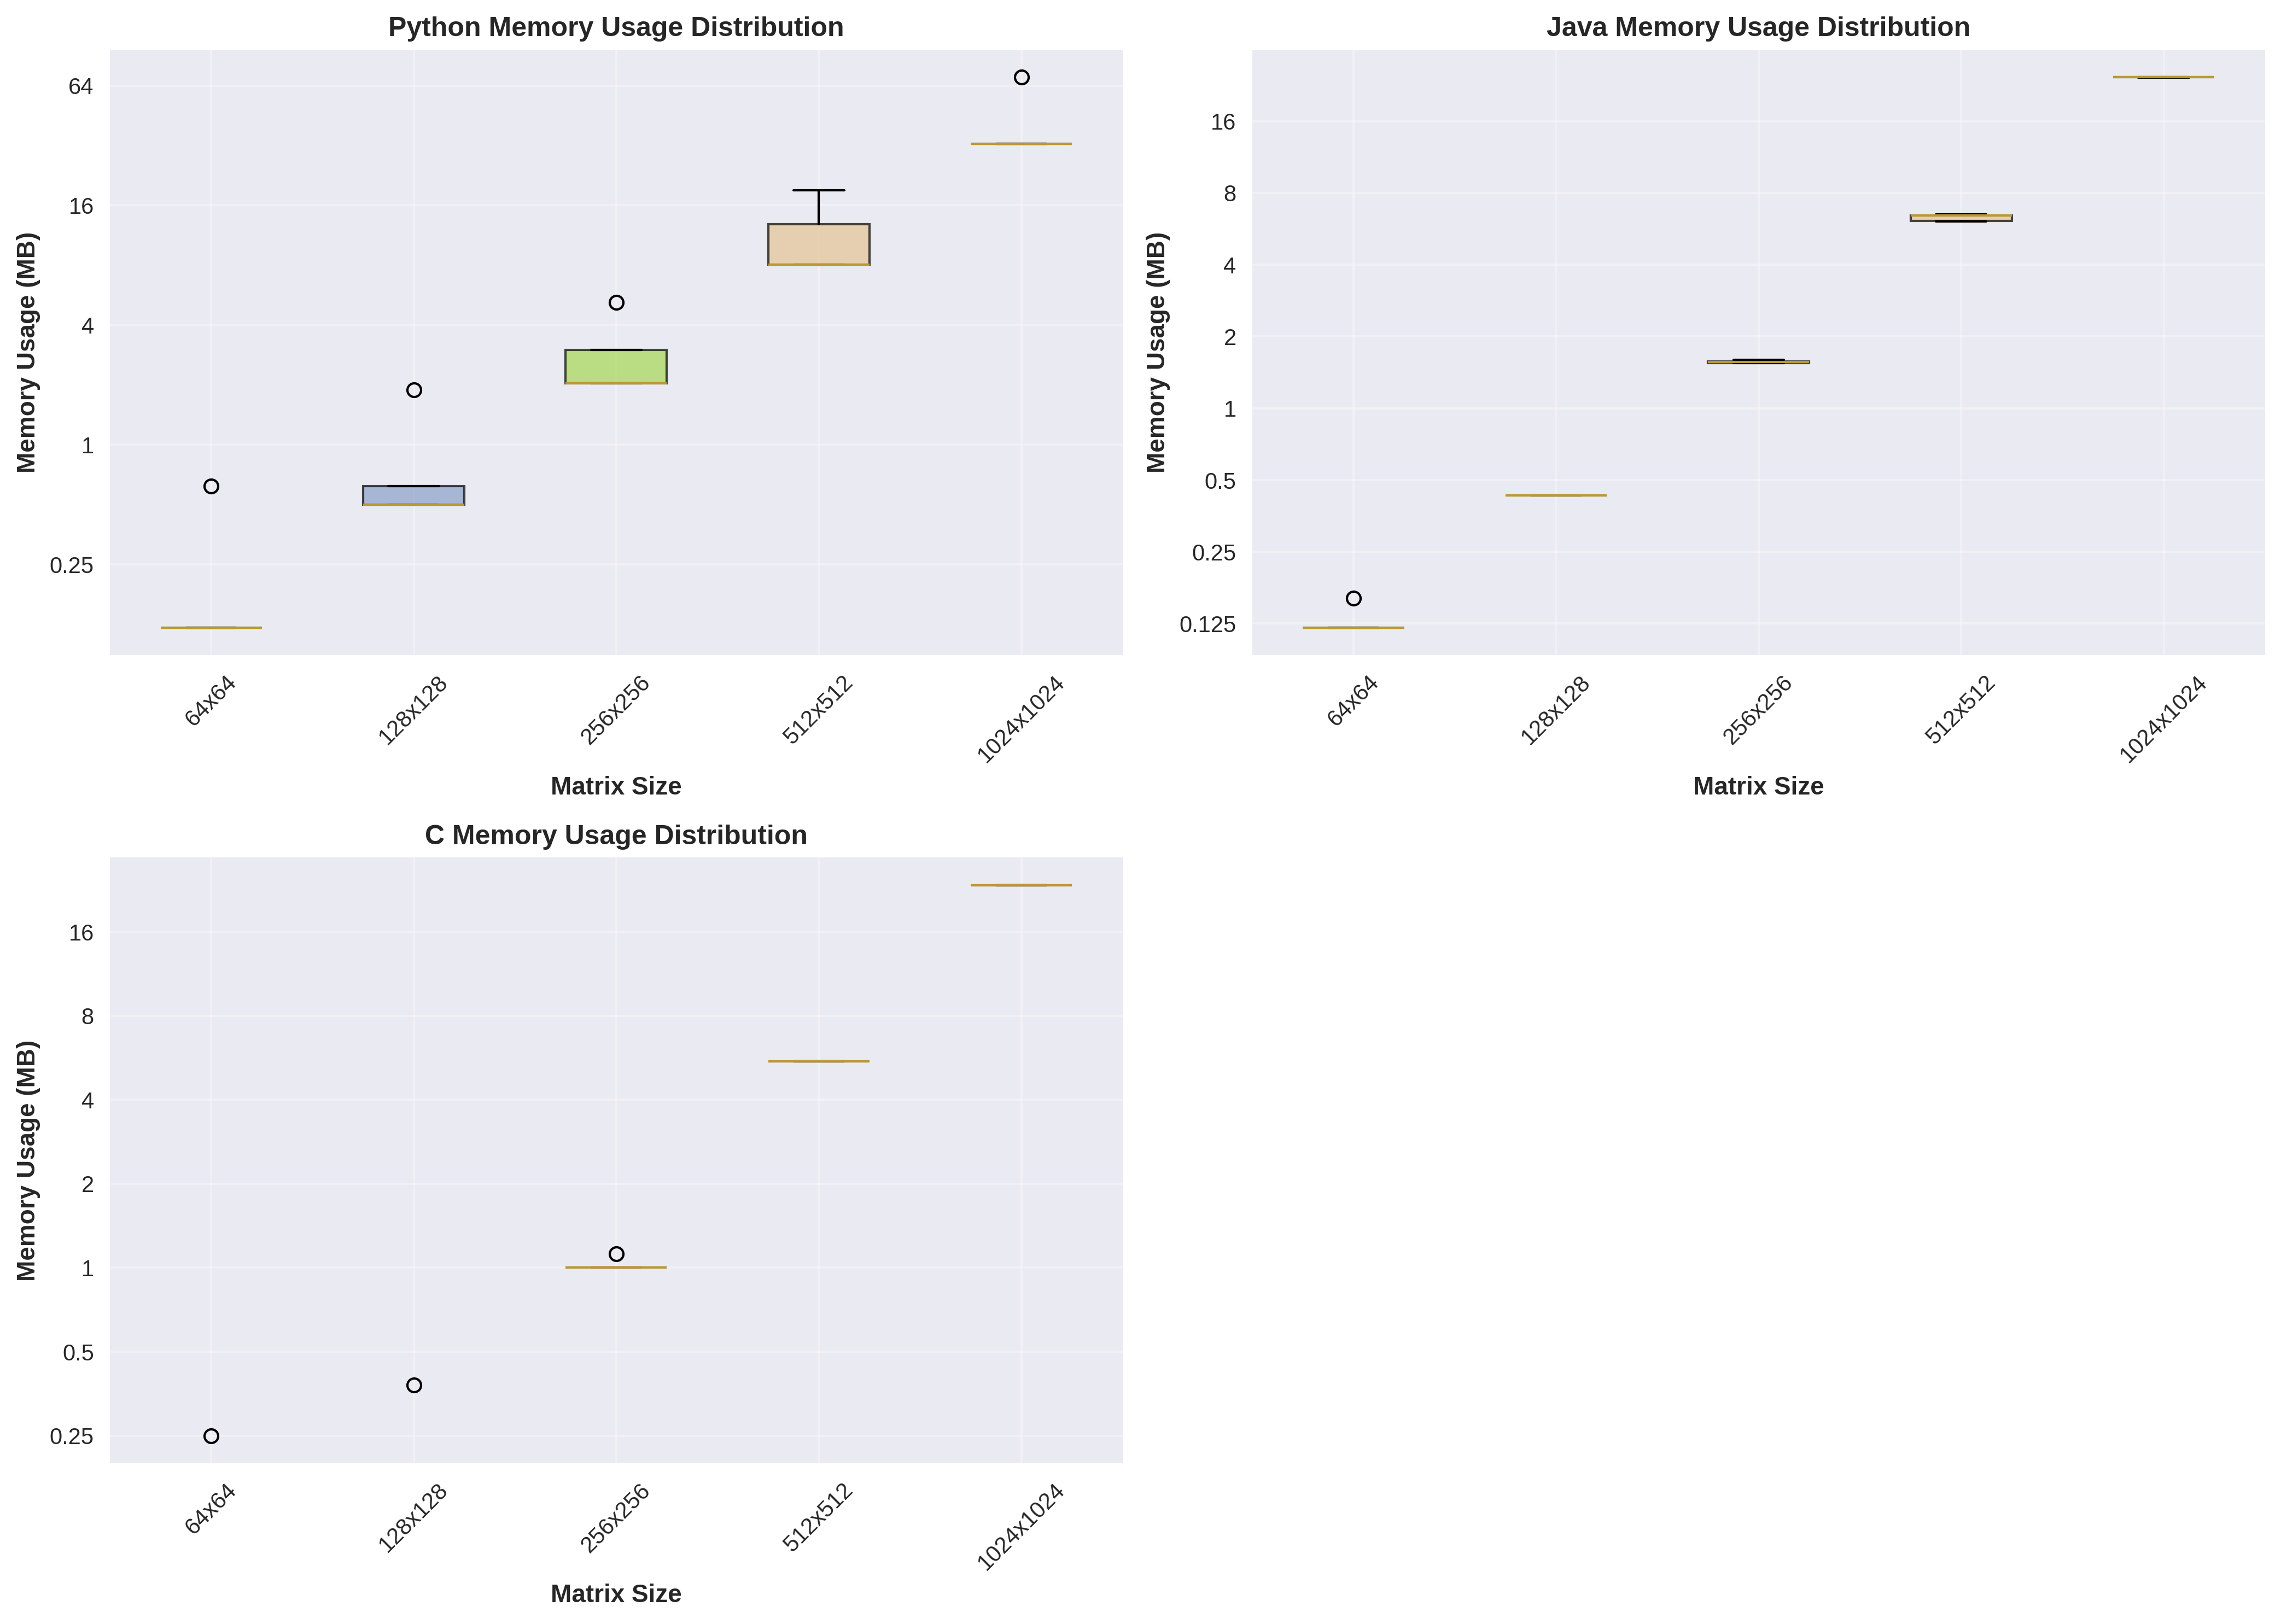 Python Memory Usage Distribution
Memory Usage (MB)
64
16
4
1
0.25
64x64
128x128
256x256
512x512
1024x1024
Matrix Size
Java Memory Usage Distribution
Memory Usage (MB)
16
8
4
2
1
0.5
0.25
0.125
64x64
128x128
256x256
512x512
1024x1024
Matrix Size
C Memory Usage Distribution
Memory Usage (MB)
16
8
4
2
1
0.5
0.25
64x64
128x128
256x256
512x512
1024x1024
Matrix Size